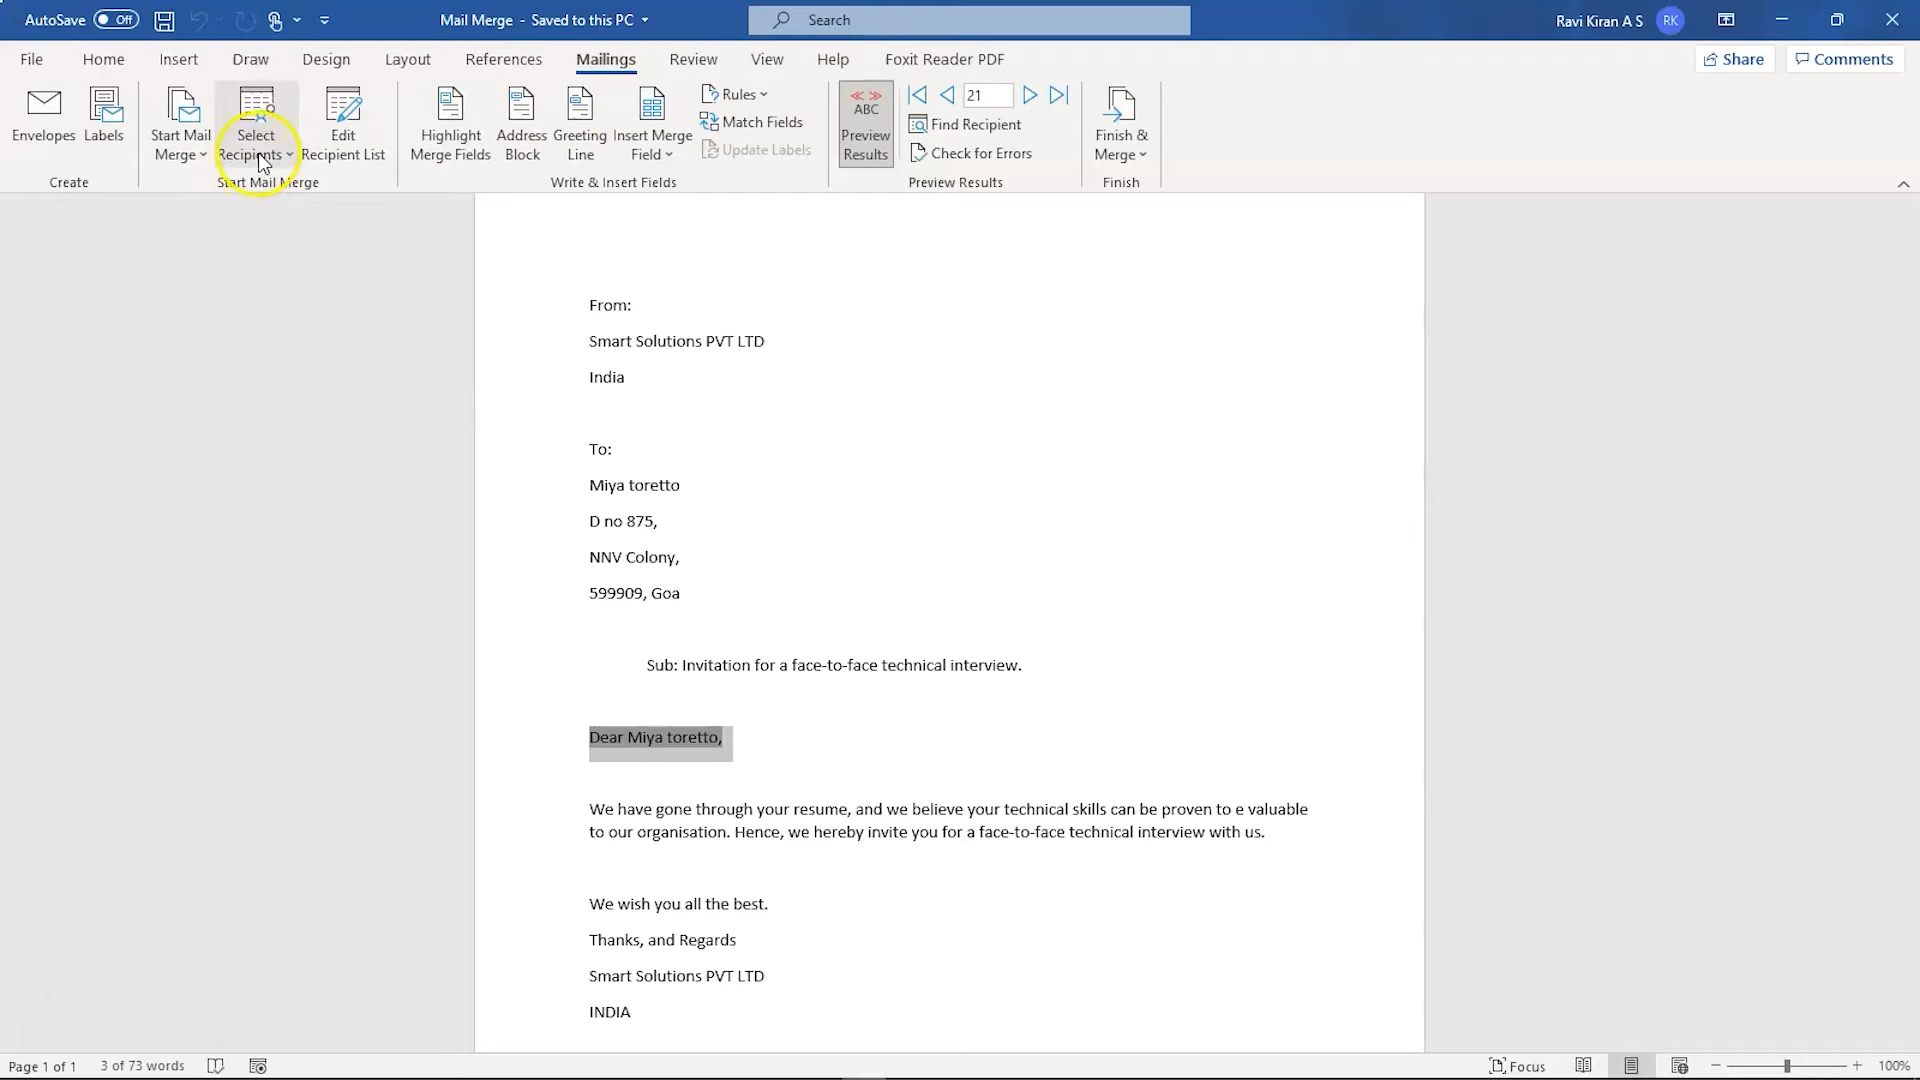 AutoSave Off Mail Merge - Saved to this PC Search Ravi Kiran A S RK
File Home Insert Draw Design Layout References Mailings Review View Help Foxit Reader PDF Share Comments
Envelopes
Labels
Start Mail
Merge
Select
Recipients
Edit
Recipient List
Highlight
Merge Fields
Address
Block
Greeting
Line
Insert Merge
Field
Rules
Match Fields
Update Labels
ABC
Preview
Results
21
Find Recipient
Check for Errors
Finish &
Merge
Create Start Mail Merge Write & Insert Fields Preview Results Finish
From:
Smart Solutions PVT LTD
India
To:
Miya toretto
D no 875,
NNV Colony,
599909, Goa
Sub: Invitation for a face-to-face technical interview.
Dear Miya toretto,
We have gone through your resume, and we believe your technical skills can be proven to e valuable
to our organisation. Hence, we hereby invite you for a face-to-face technical interview with us.
We wish you all the best.
Thanks, and Regards
Smart Solutions PVT LTD
INDIA
Page 1 of 1 3 of 73 words Focus 100%